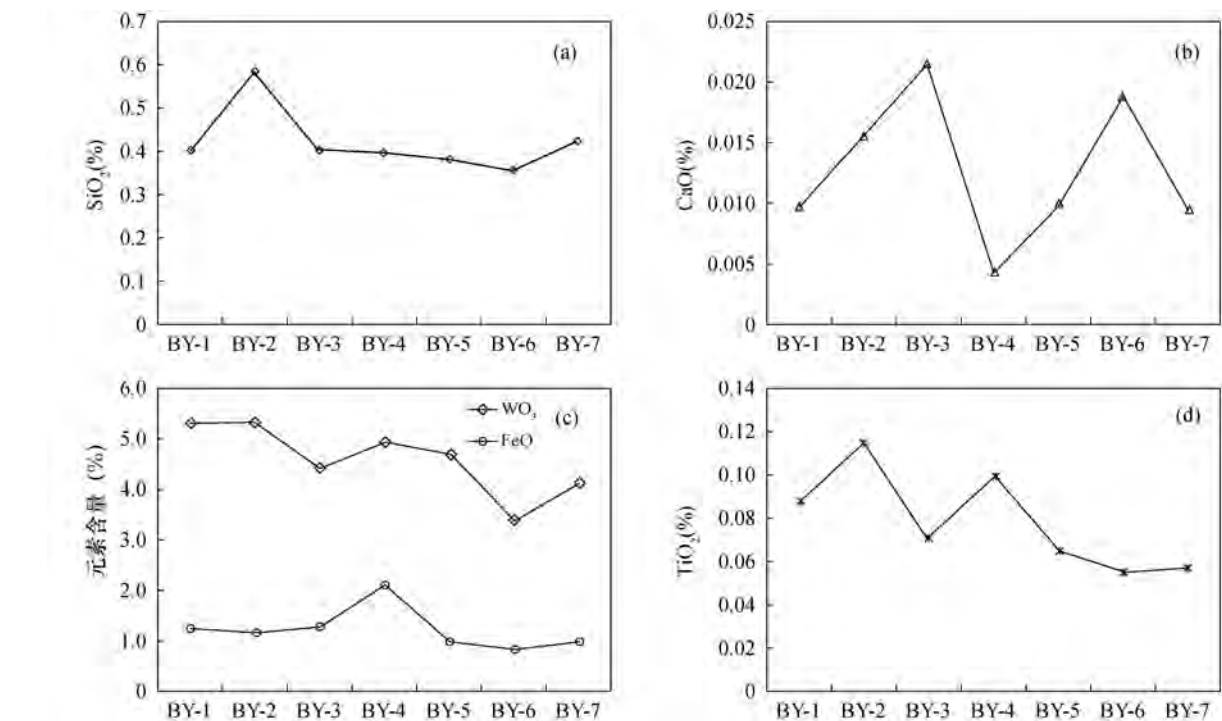 0.7
0.6
0.5
0.4
0.3
0.2
0.1
0
SiO₂(%)
(a)
BY-1 BY-2 BY-3 BY-4 BY-5 BY-6 BY-7
0.025
0.020
0.015
0.010
0.005
0
CaO(%)
(b)
BY-1 BY-2 BY-3 BY-4 BY-5 BY-6 BY-7
6.0
5.0
4.0
3.0
2.0
1.0
0
元素含量 (%)
WO₃
FeO
(c)
BY-1 BY-2 BY-3 BY-4 BY-5 BY-6 BY-7
0.14
0.12
0.10
0.08
0.06
0.04
0.02
0
TiO₂(%)
(d)
BY-1 BY-2 BY-3 BY-4 BY-5 BY-6 BY-7